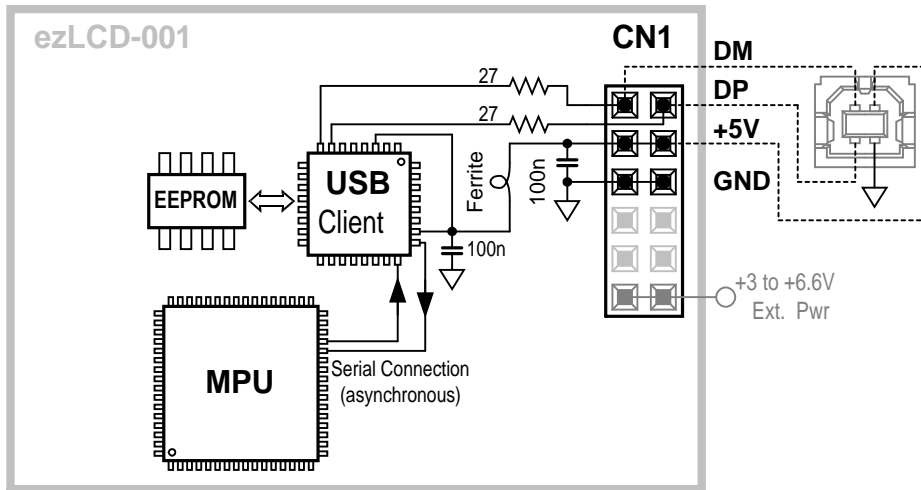 ezLCD-001
CN1
DM
DP
+5V
GND
27
27
Ferrite
100n
EEPROM
USB
Client
100n
+3 to +6.6V
Ext. Pwr
MPU
Serial Connection
(asynchronous)